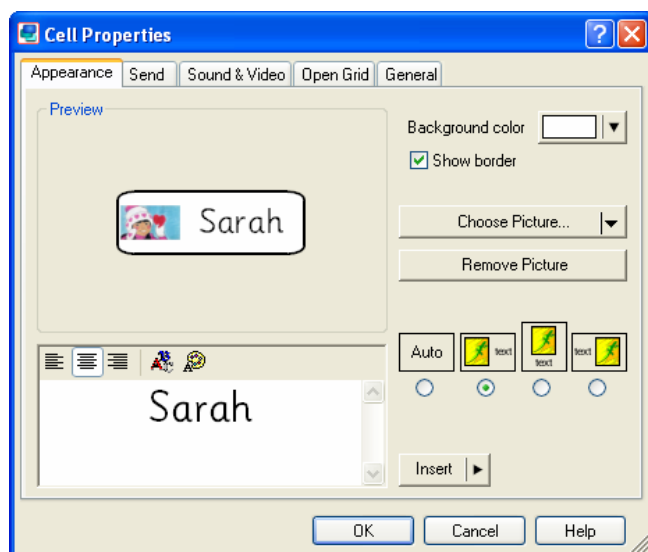 Cell Properties
Appearance Send Sound & Video Open Grid General
Preview
Sarah
Background color
Show border
Choose Picture...
Remove Picture
Auto text text text
Sarah
Insert
OK Cancel Help